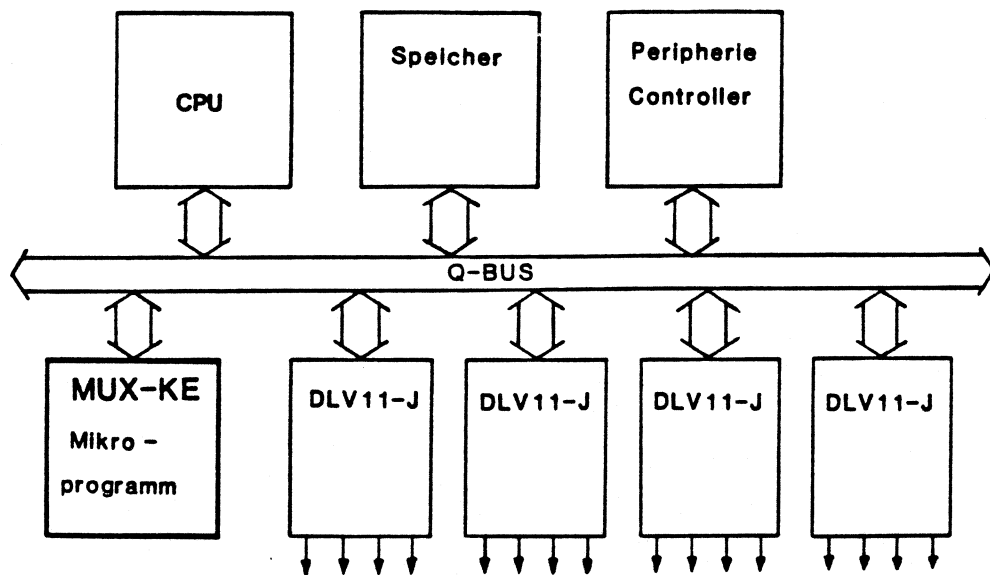 CPU
Speicher
Peripherie
Controller
Q-BUS
MUX-KE
Mikro -
programm
DLV11-J
DLV11-J
DLV11-J
DLV11-J